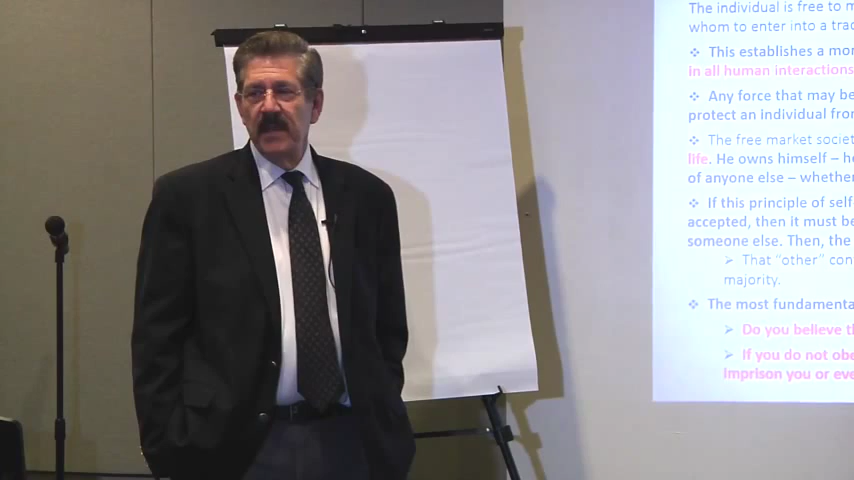 The individual is free to m
whom to enter into a trad
❖ This establishes a mor
in all human interactions
❖ Any force that may be
protect an individual fro
❖ The free market societ
life. He owns himself – he
of anyone else – whether
❖ If this principle of self
accepted, then it must be
someone else. Then, the
➢ That "other" con
majority.
❖ The most fundamenta
➢ Do you believe th
➢ If you do not obe
Imprison you or eve